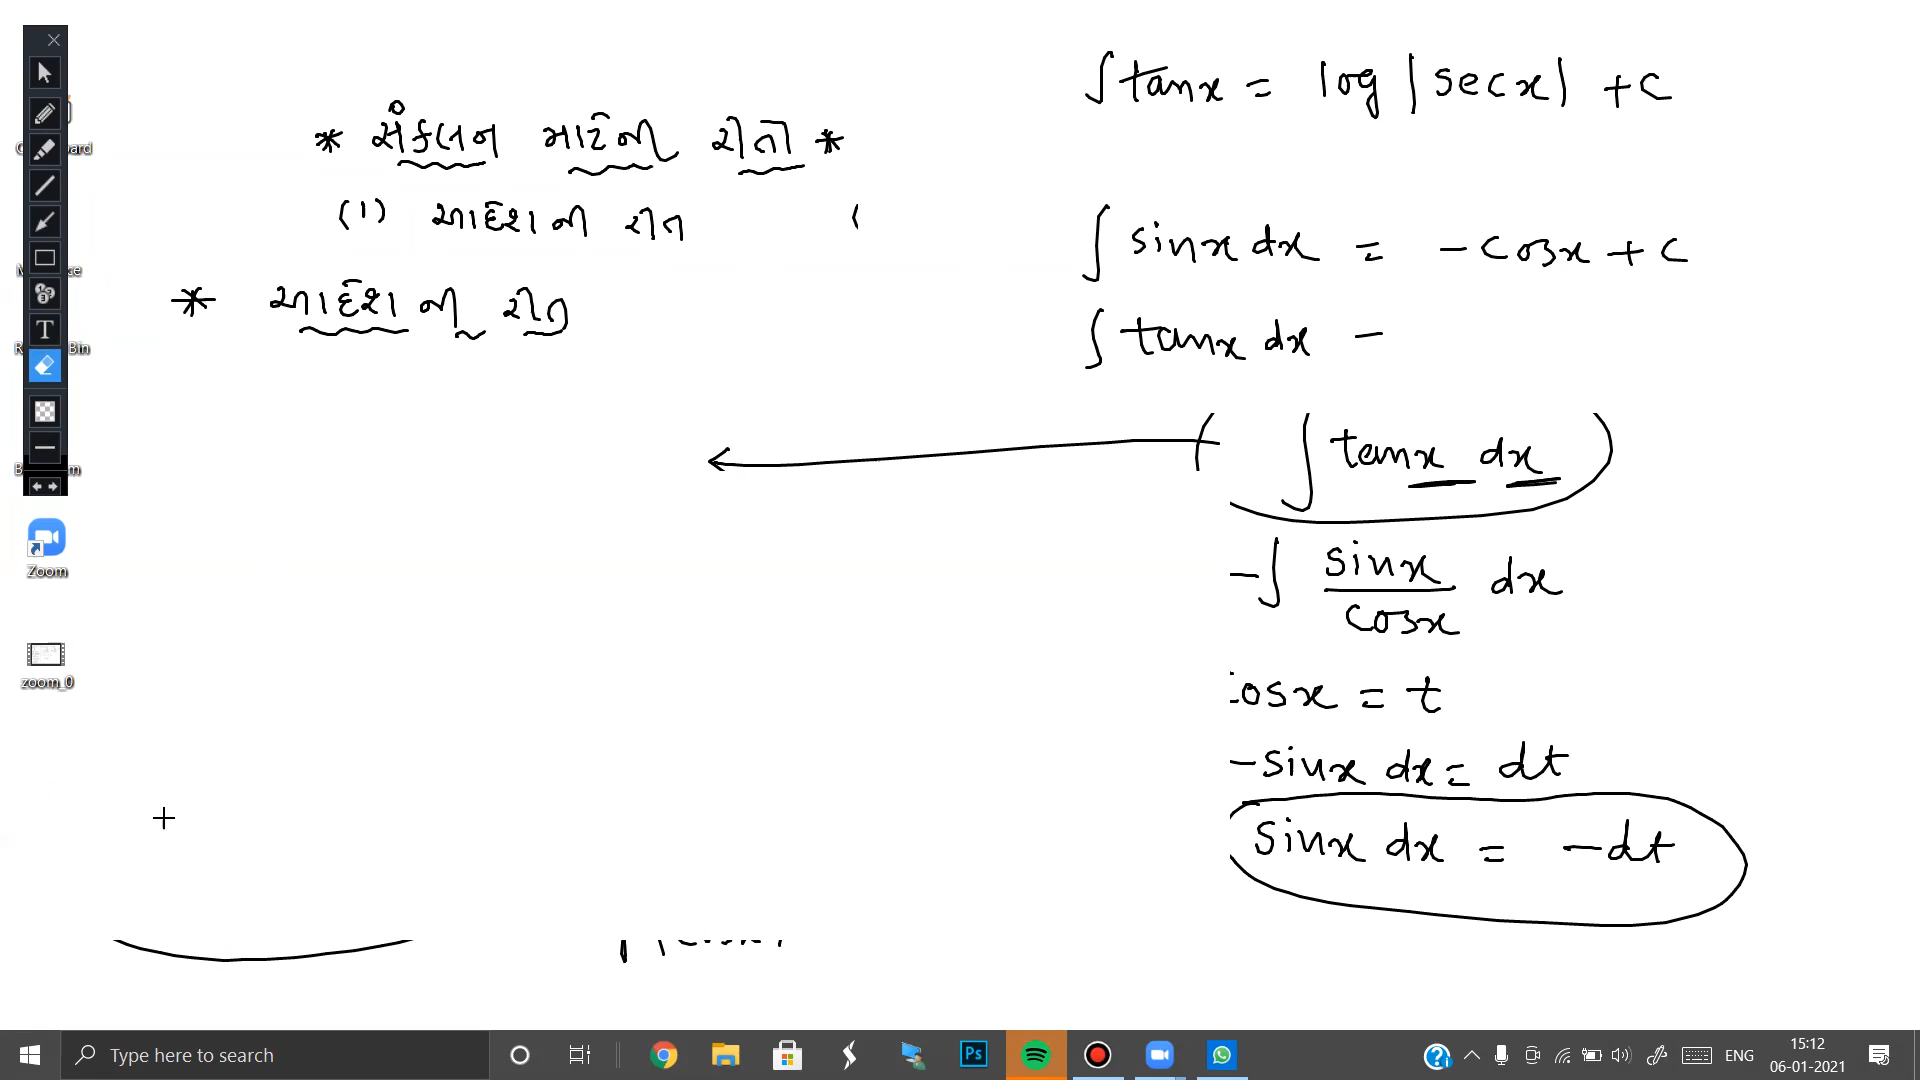 * સંકલન માટેની રીતો *
(1) આદેશની રીત (
* આદેશની રીત
∫tanx = log |secx| +c
∫ sinx dx = -cosx + c
∫ tanx dx -
∫ tanx dx
-∫ sinx/cosx dx
cosx = t
-sinx dx = dt
sinx dx = -dt
Zoom
zoom_0
Type here to search
ENG
15:12
06-01-2021